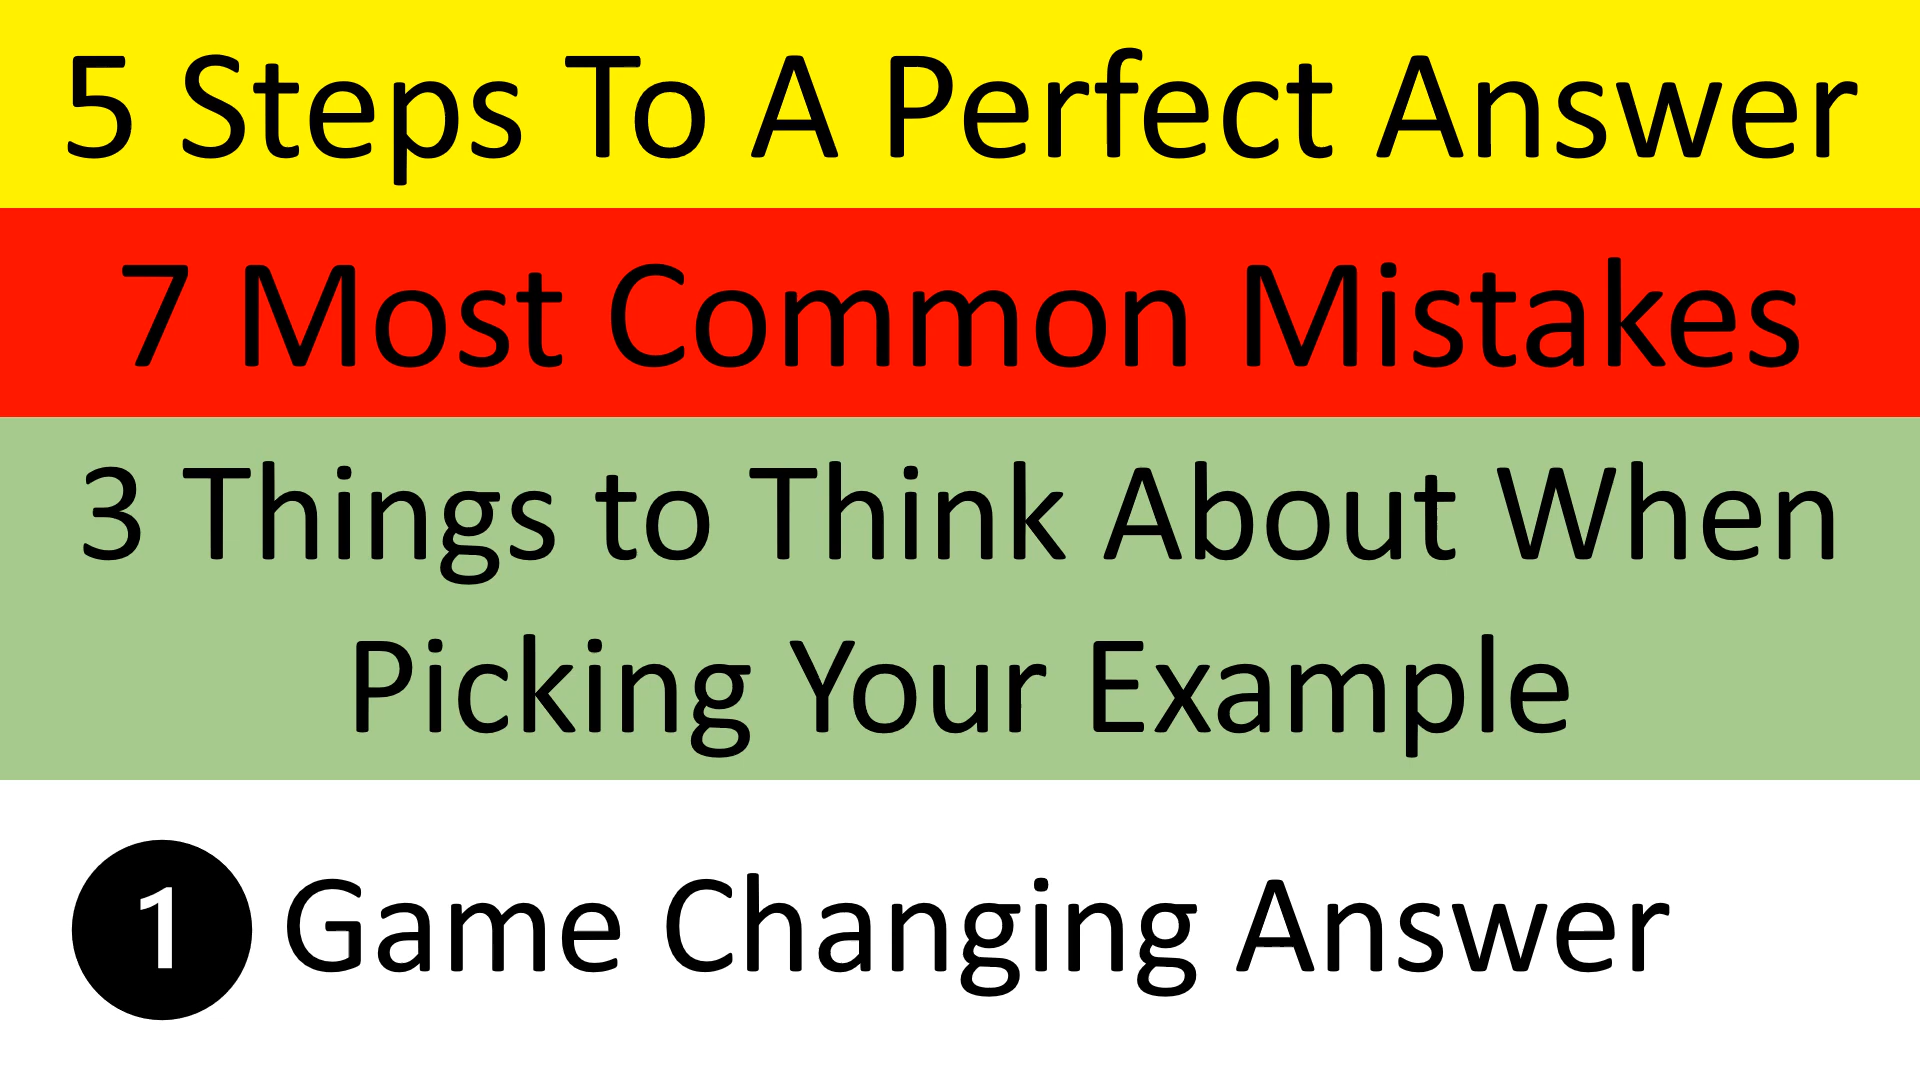 5 Steps To A Perfect Answer
7 Most Common Mistakes
3 Things to Think About When
Picking Your Example
1 Game Changing Answer